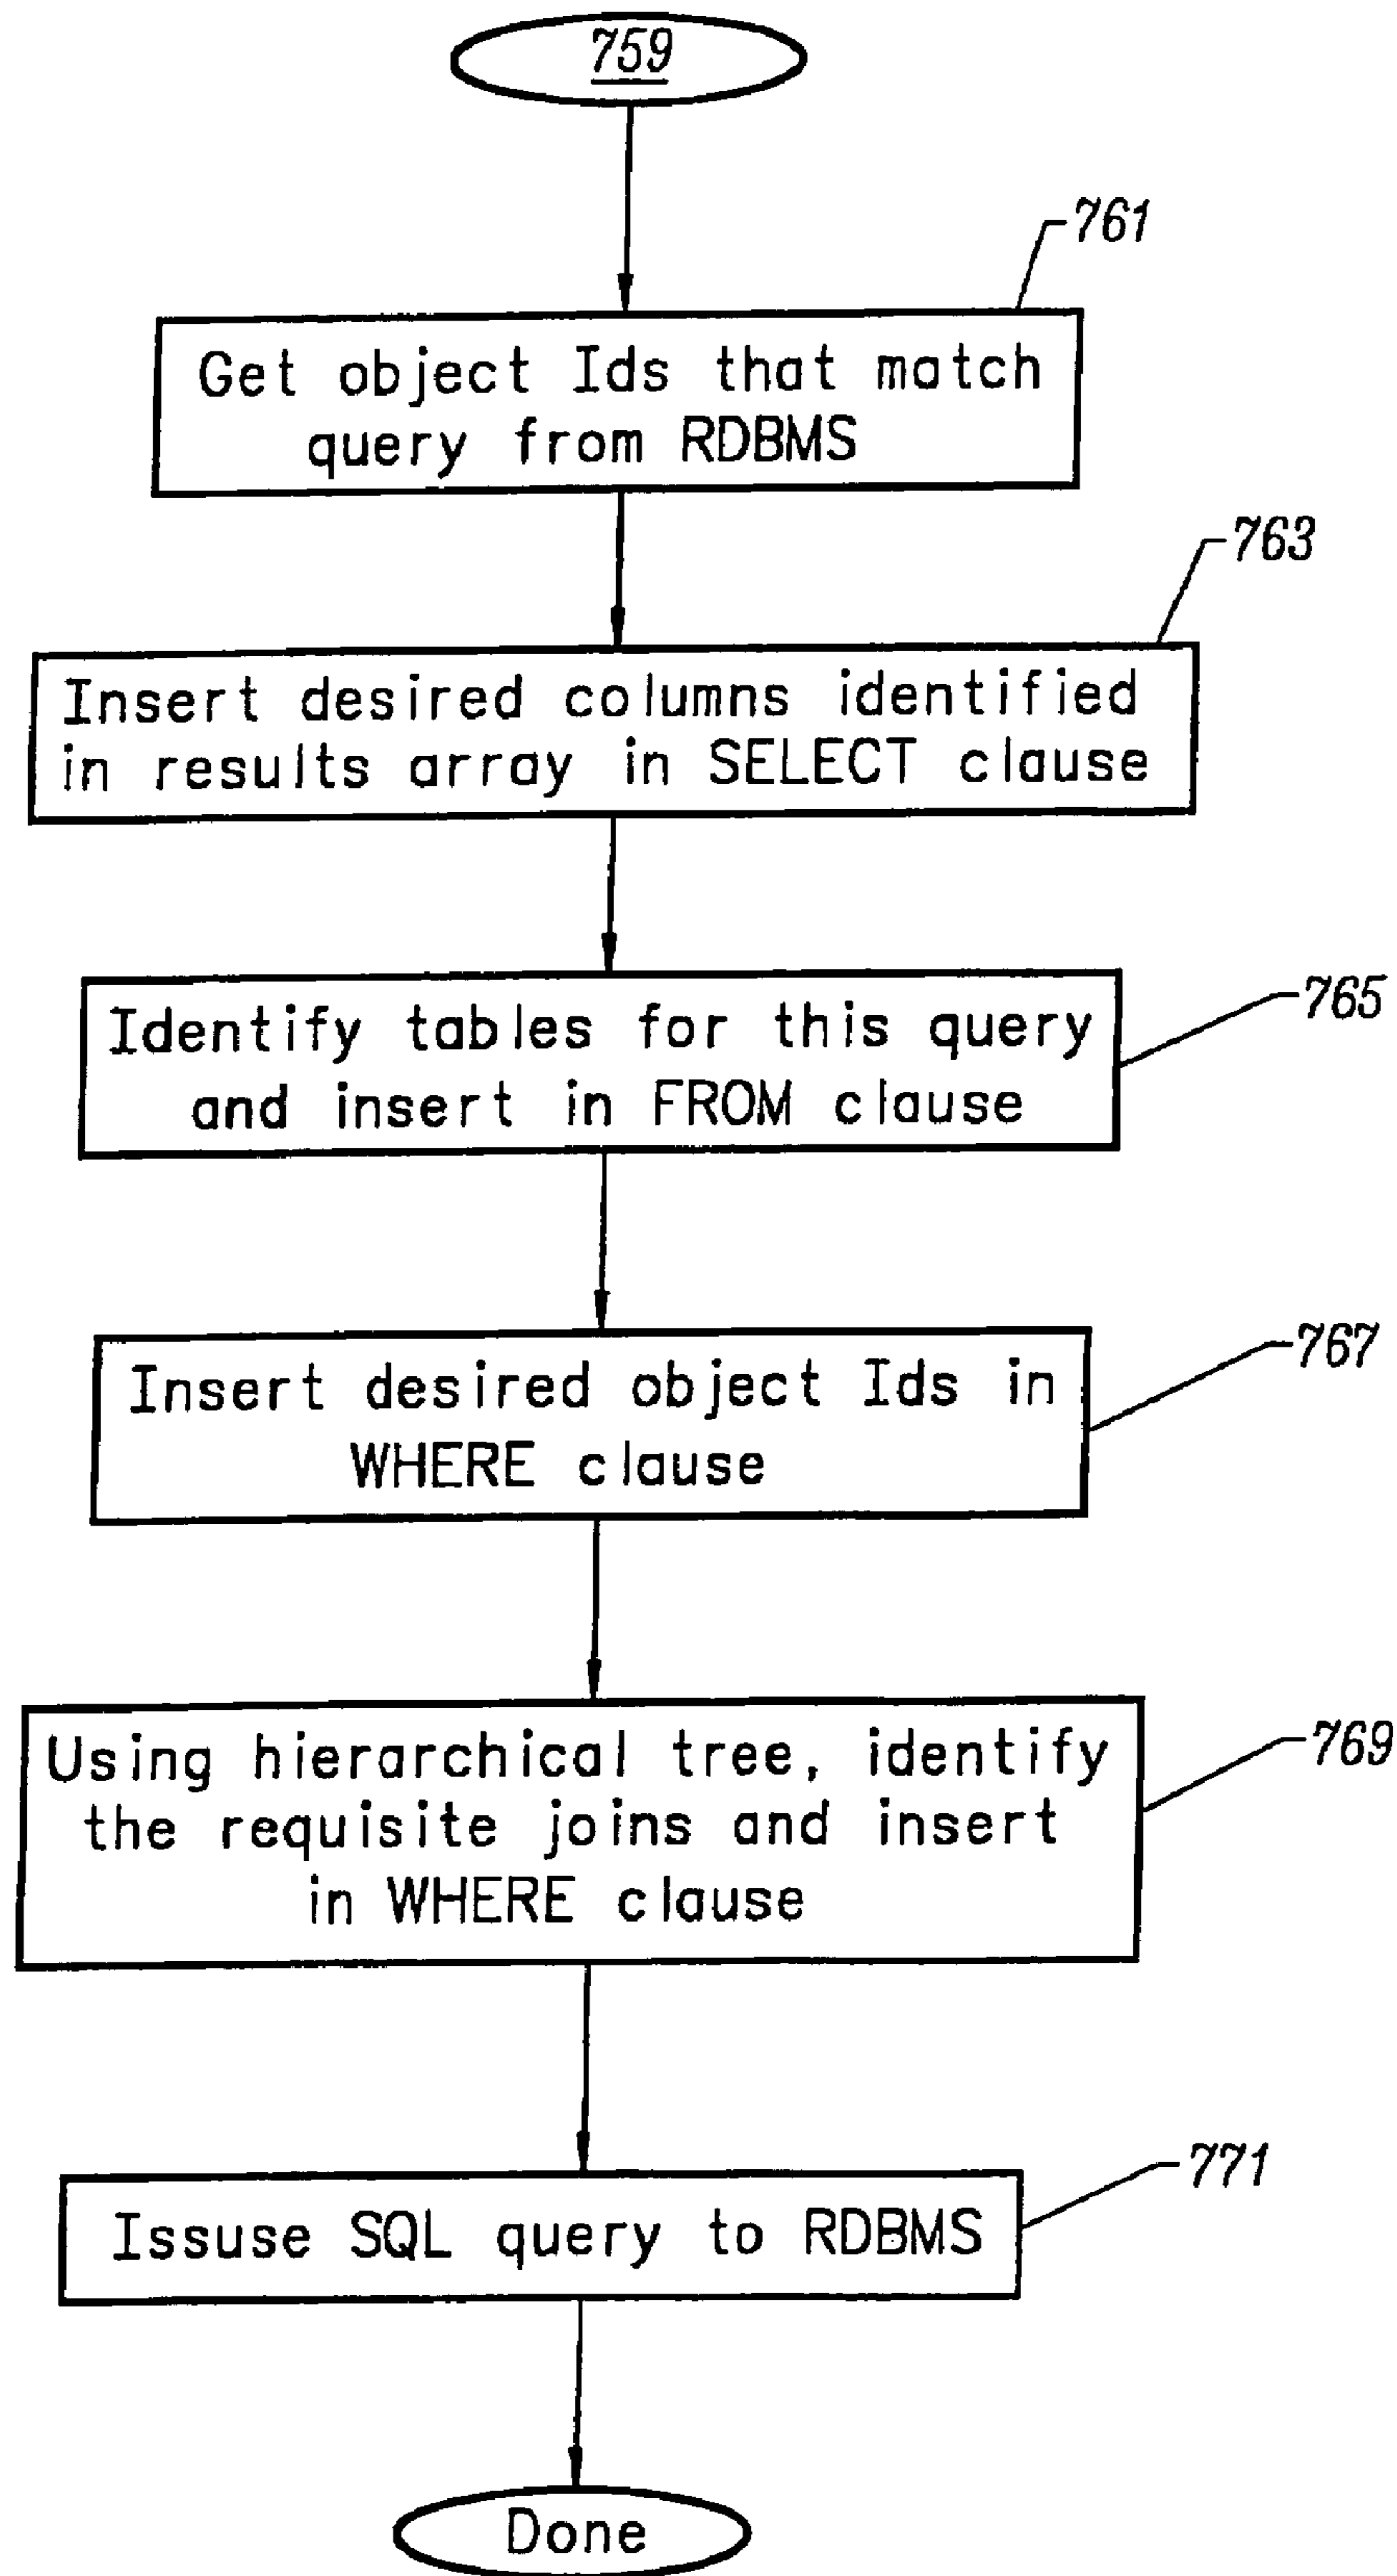 759
761
Get object Ids that match
query from RDBMS
763
Insert desired columns identified
in results array in SELECT clause
765
Identify tables for this query
and insert in FROM clause
767
Insert desired object Ids in
WHERE clause
769
Using hierarchical tree, identify
the requisite joins and insert
in WHERE clause
771
Issuse SQL query to RDBMS
Done